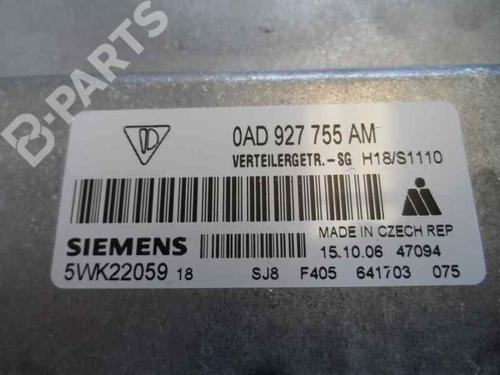 B-PARTS
0AD 927 755 AM
VERTEILERGETR.-SG H18/S1110
MADE IN CZECH REP
SIEMENS
15.10.06 47094
5WK22059 18 SJ8 F405 641703 075